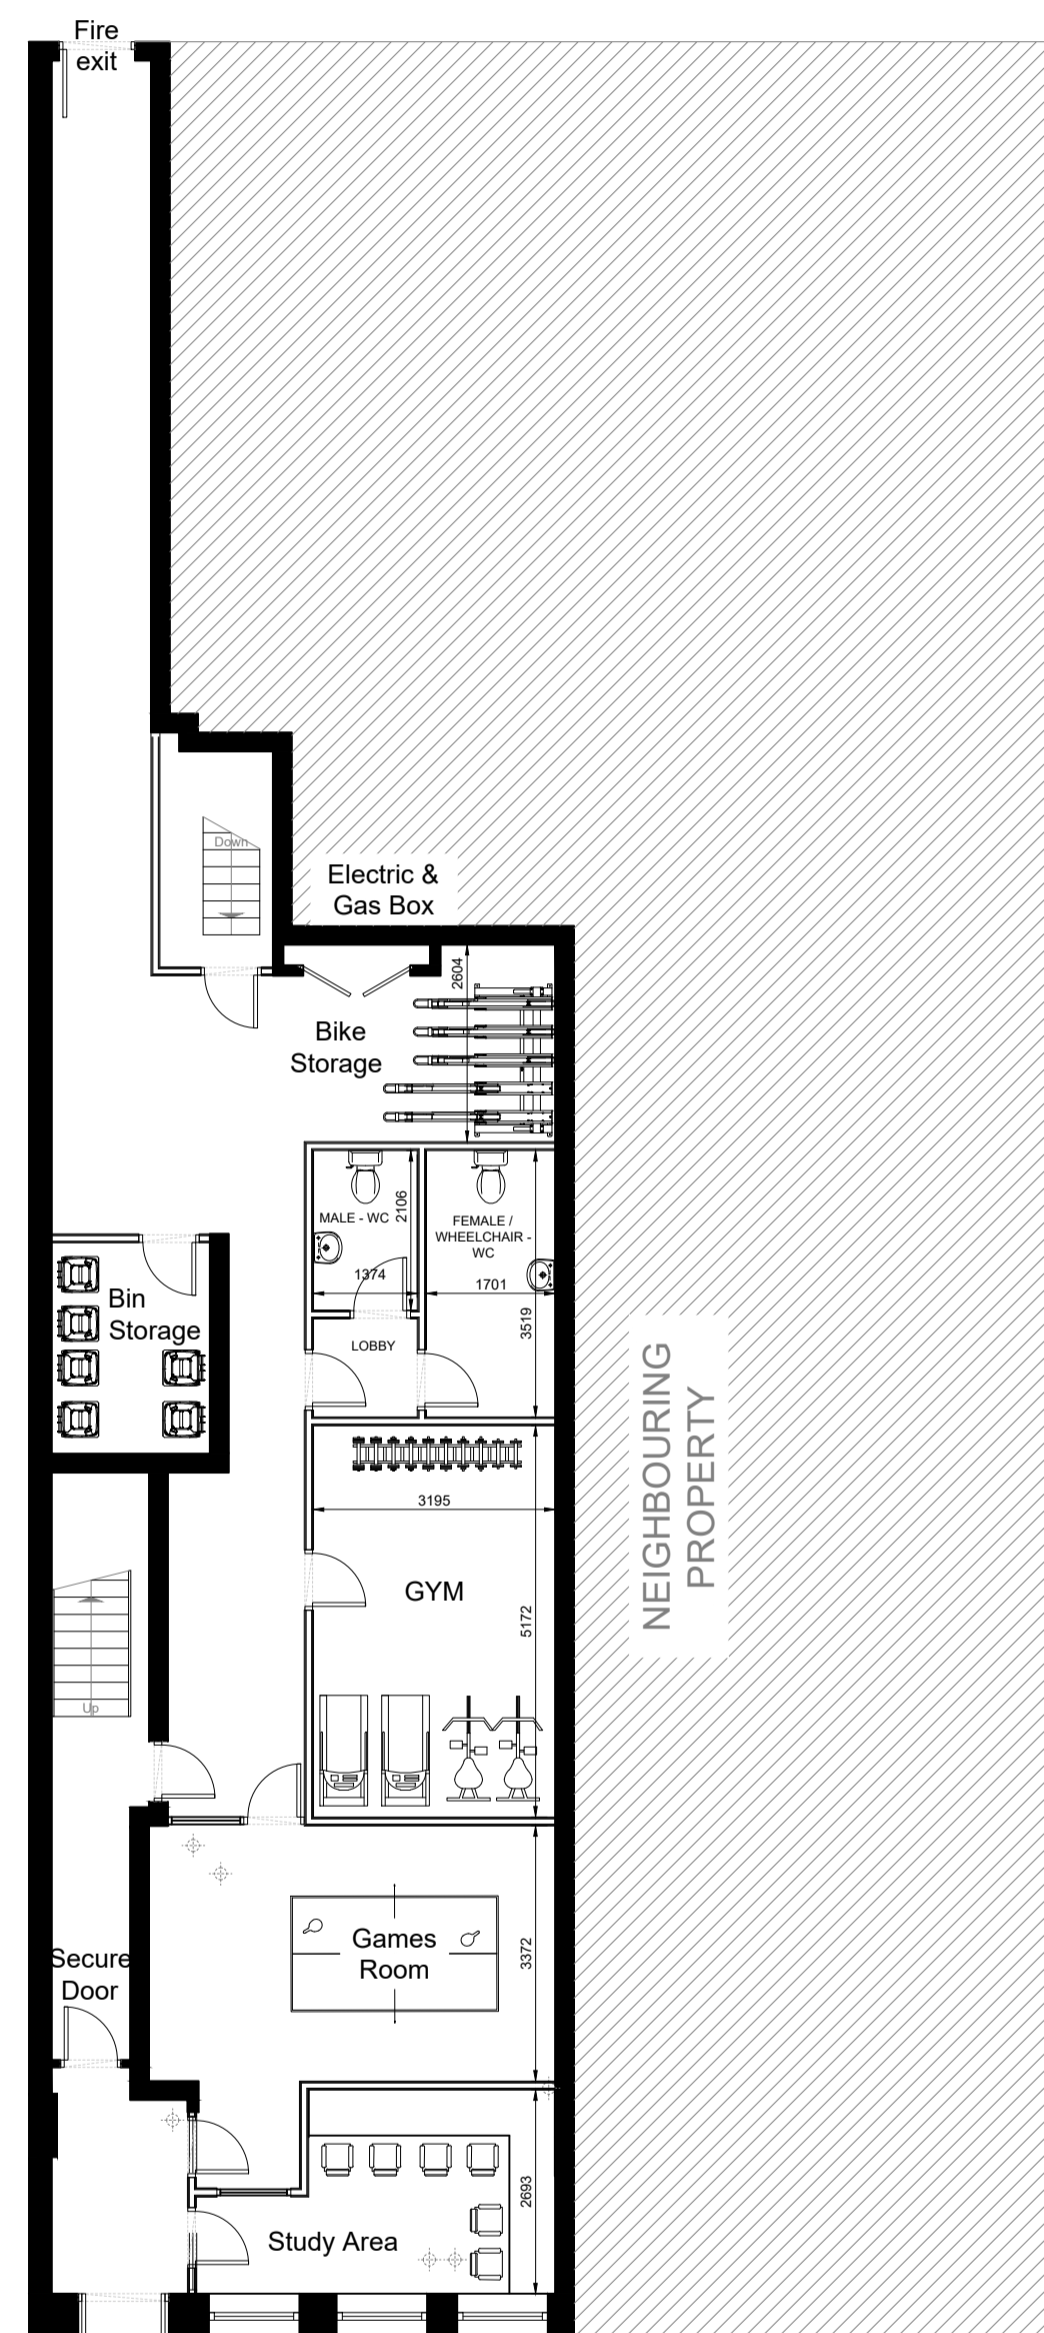 Fire
exit
Down
Electric &
Gas Box
2604
Bike
Storage
MALE - WC
2106
FEMALE /
WHEELCHAIR -
WC
1374
1701
3519
Bin
Storage
LOBBY
NEIGHBOURING
PROPERTY
3195
GYM
5172
Up
Games
Room
3372
Secure
Door
2693
Study Area